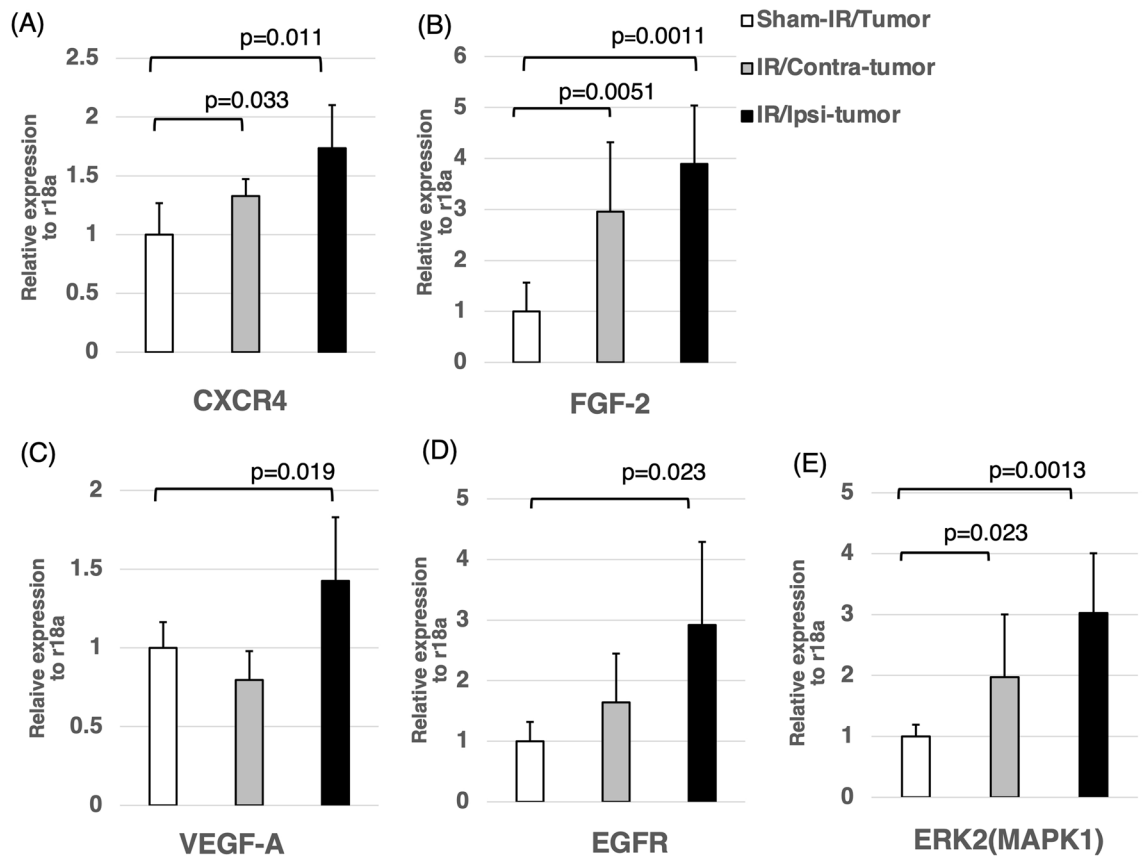 (A)
p=0.011
p=0.033
2.5
2
1.5
1
0.5
0
Relative expression
to r18a
CXCR4
(B)
p=0.0011
p=0.0051
6
5
4
3
2
1
0
Relative expression
to r18a
FGF-2
Sham-IR/Tumor
IR/Contra-tumor
IR/Ipsi-tumor
(C)
p=0.019
2
1.5
1
0.5
0
Relaive expression
to r18a
VEGF-A
(D)
p=0.023
5
4
3
2
1
0
Relative expression
to r18a
EGFR
(E)
p=0.0013
p=0.023
5
4
3
2
1
0
Relative expression
to r18a
ERK2(MAPK1)